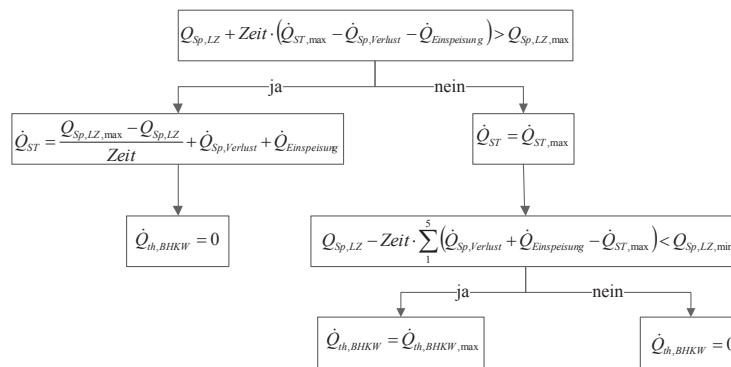 Q_{Sp,LZ} + Zeit · (Q̇_{ST,max} − Q̇_{Sp,Verlust} − Q̇_{Einspeisung}) > Q_{Sp,LZ,max}
ja nein
Q̇_{ST} = \frac{Q_{Sp,LZ,max} − Q_{Sp,LZ}}{Zeit} + Q̇_{Sp,Verlust} + Q̇_{Einspeisung}
Q̇_{ST} = Q̇_{ST,max}
Q̇_{th,BHKW} = 0
Q_{Sp,LZ} − Zeit · \sum_{1}^{5} (Q̇_{Sp,Verlust} + Q̇_{Einspeisung} − Q̇_{ST,max}) < Q_{Sp,LZ,min}
ja nein
Q̇_{th,BHKW} = Q̇_{th,BHKW,max}
Q̇_{th,BHKW} = 0